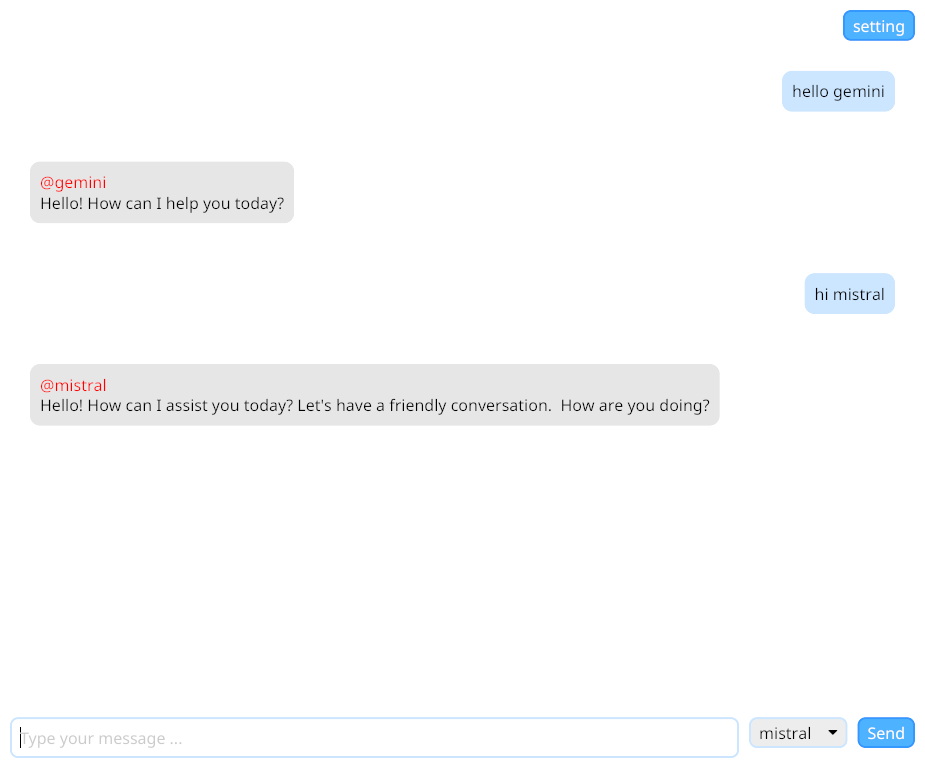 setting
hello gemini
@gemini
Hello! How can I help you today?
hi mistral
@mistral
Hello! How can I assist you today? Let's have a friendly conversation.  How are you doing?
Type your message ...
mistral
Send